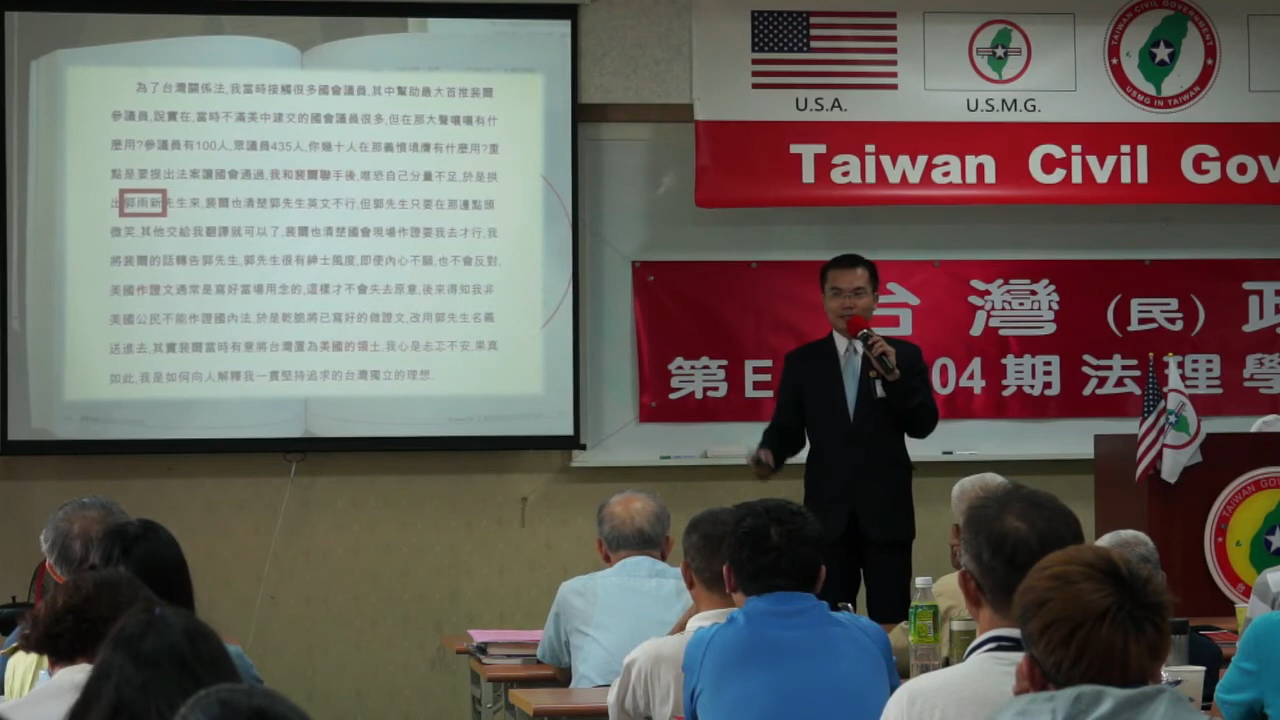 為了台灣關係法,我當時接觸很多國會議員,其中幫助最大首推裴爾
參議員,說實在,當時不滿美中建交的國會議員很多,但在那大聲嚷嚷有什
麼用?參議員有100人,眾議員435人,你幾十人在那義憤填膺有什麼用?重
點是要提出法案讓國會通過,我和裴爾聯手後,唯恐自己分量不足,於是拱
出郭雨新先生來,裴爾也清楚郭先生英文不行,但郭先生只要在那邊點頭
微笑,其他交給我翻譯就可以了,裴爾也清楚國會現場作證要我去才行,我
將裴爾的話轉告郭先生,郭先生很有紳士風度,即使內心不願,也不會反對,
美國作證文通常是寫好當場用念的,這樣才不會失去原意,後來得知我非
美國公民不能作證國內法,於是乾脆將已寫好的做證文,改用郭先生名義
送進去,其實裴爾當時有意將台灣置為美國的領土,我心是忐忑不安,果真
如此,我是如何向人解釋我一貫堅持追求的台灣獨立的理想.
U.S.A.
U.S.M.G.
TAIWAN CIVIL GOVERNMENT
USMG IN TAIWAN
Taiwan Civil Gov
台灣(民)政
第E 04期法理學
TAIWAN GOV